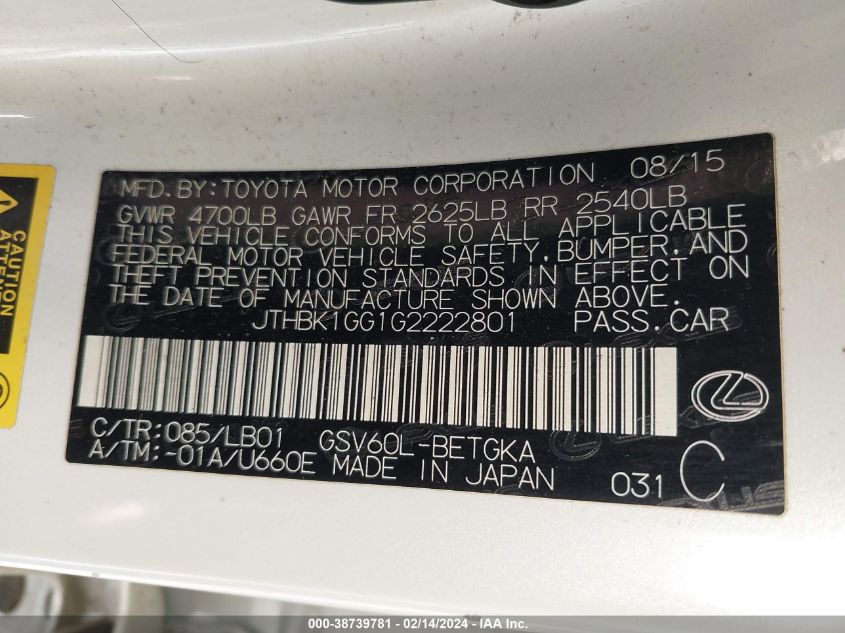 MFD. BY: TOYOTA MOTOR CORPORATION 08/15
GVWR 4700LB GAWR FR 2625LB RR 2540LB
THIS VEHICLE CONFORMS TO ALL APPLICABLE
FEDERAL MOTOR VEHICLE SAFETY, BUMPER, AND
THEFT PREVENTION STANDARDS IN EFFECT ON
THE DATE OF MANUFACTURE SHOWN ABOVE.
JTHBK1GG1G2222801 PASS. CAR
C/TR: 085/LB01 GSV60L-BETGKA
A/TM: -01A/U660E MADE IN JAPAN 031 C
CAUTION
000-38739781 - 02/14/2024 - IAA, Inc.